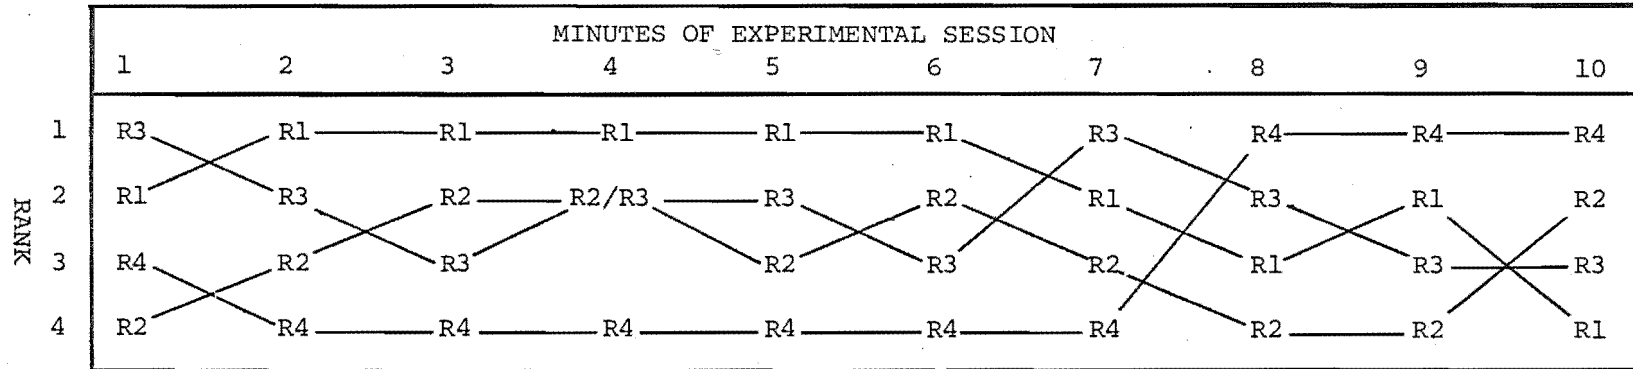 MINUTES OF EXPERIMENTAL SESSION
1 2 3 4 5 6 7 8 9 10
1 R3 R1 R1 R1 R1 R1 R3 R4 R4 R4
2 R1 R3 R2 R2/R3 R3 R2 R1 R3 R1 R2
RANK
3 R4 R2 R3 R2 R3 R2 R1 R3 R3
4 R2 R4 R4 R4 R4 R4 R4 R2 R2 R1